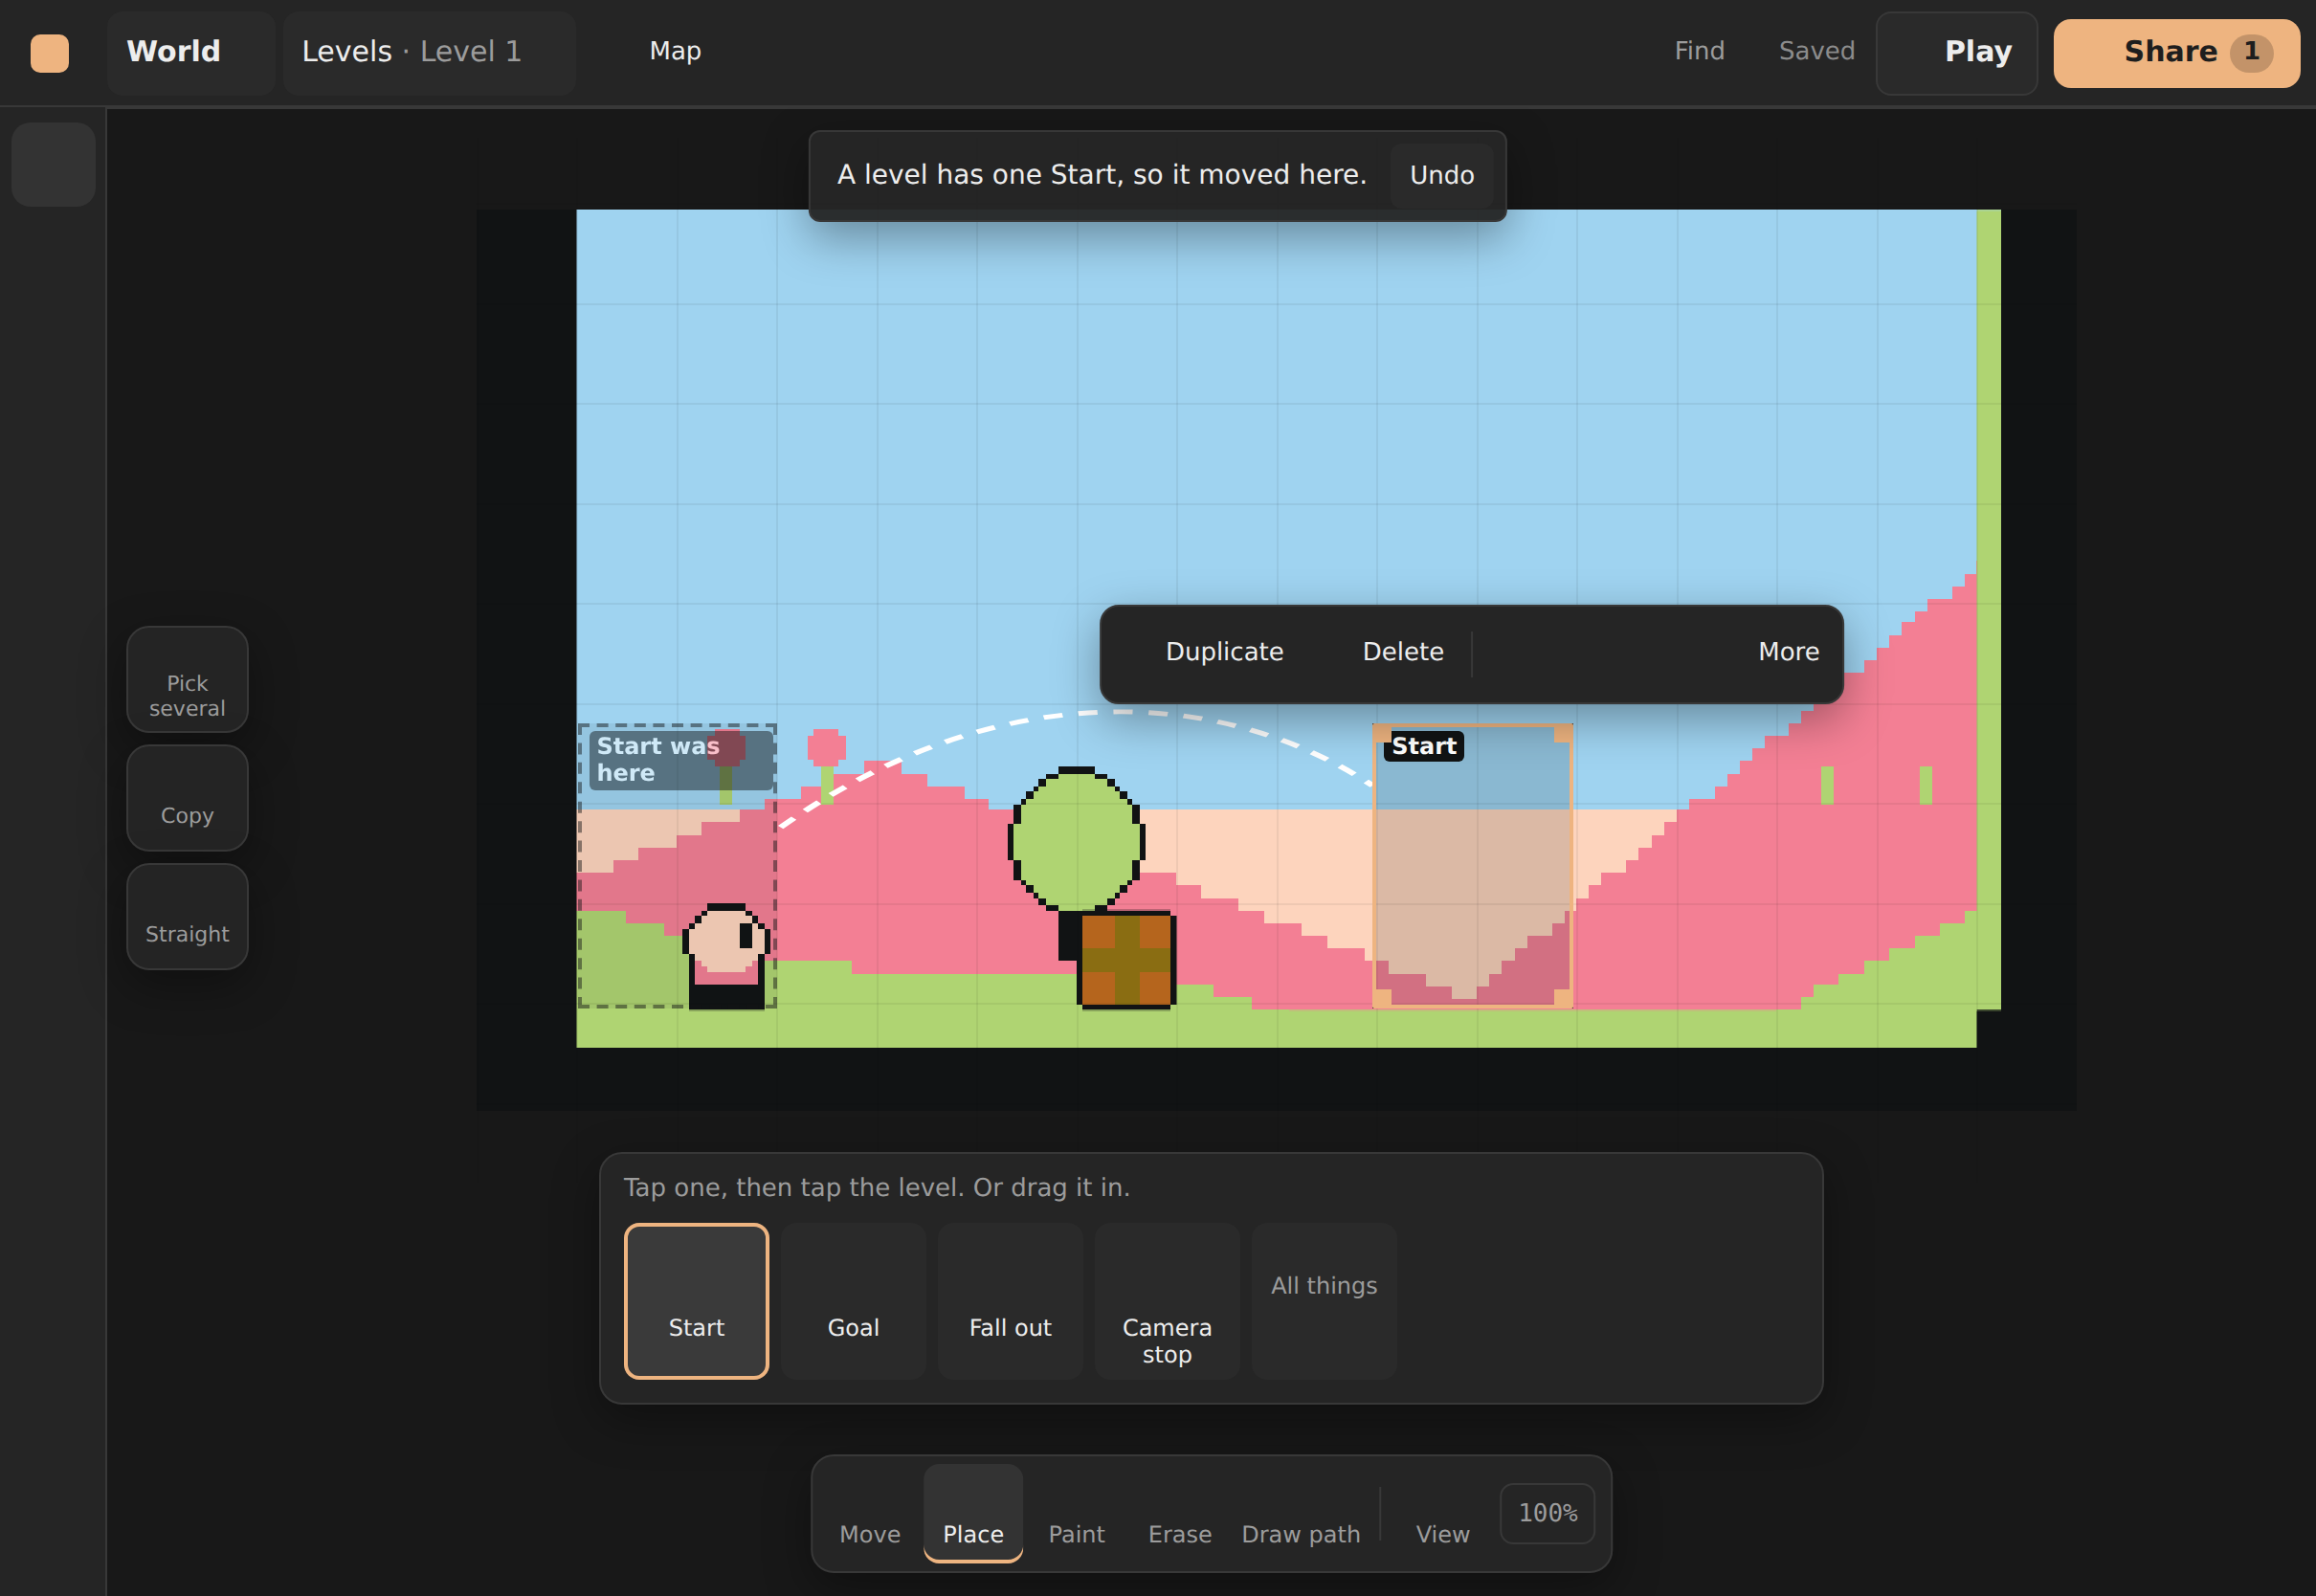 World
Levels · Level 1
Map
Find
Saved
Play
Share 1
A level has one Start, so it moved here.
Undo
Duplicate
Delete
More
Start was
here
Start
Pick
several
Copy
Straight
Tap one, then tap the level. Or drag it in.
Start
Goal
Fall out
Camera
stop
All things
Move
Place
Paint
Erase
Draw path
View
100%